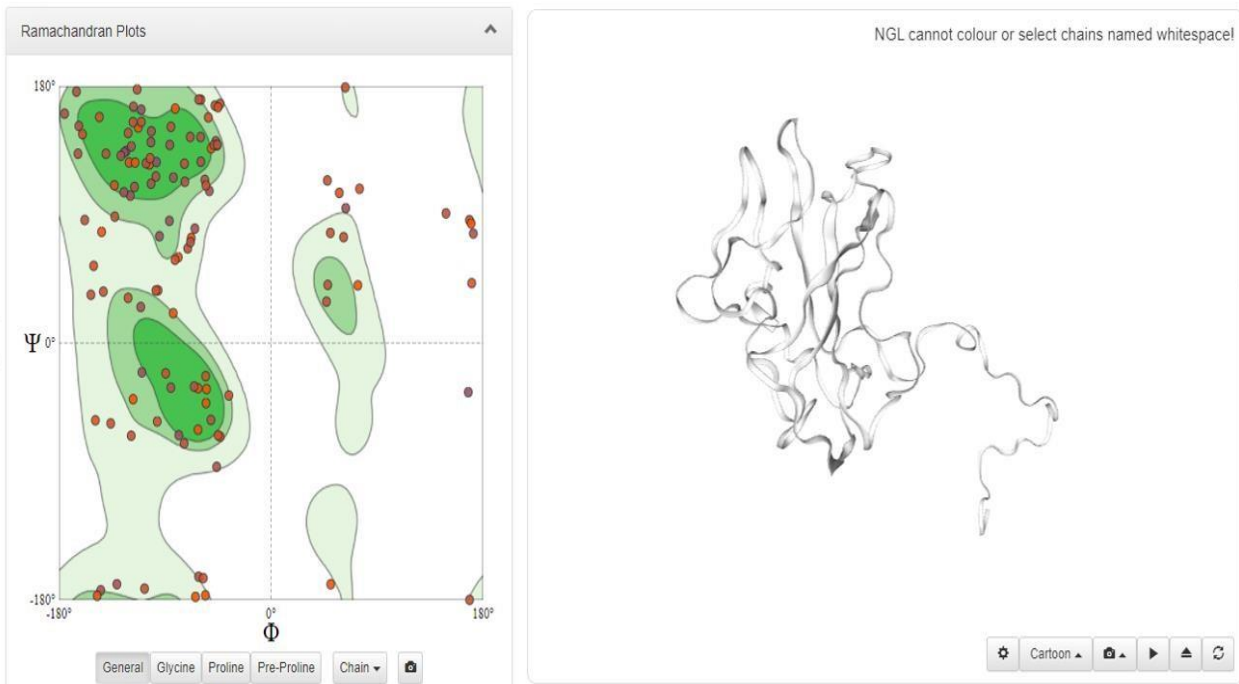 Ramachandran Plots
NGL cannot colour or select chains named whitespace!
180°
Ψ 0°
-180°
-180° 0° 180°
Φ
General Glycine Proline Pre-Proline Chain
Cartoon